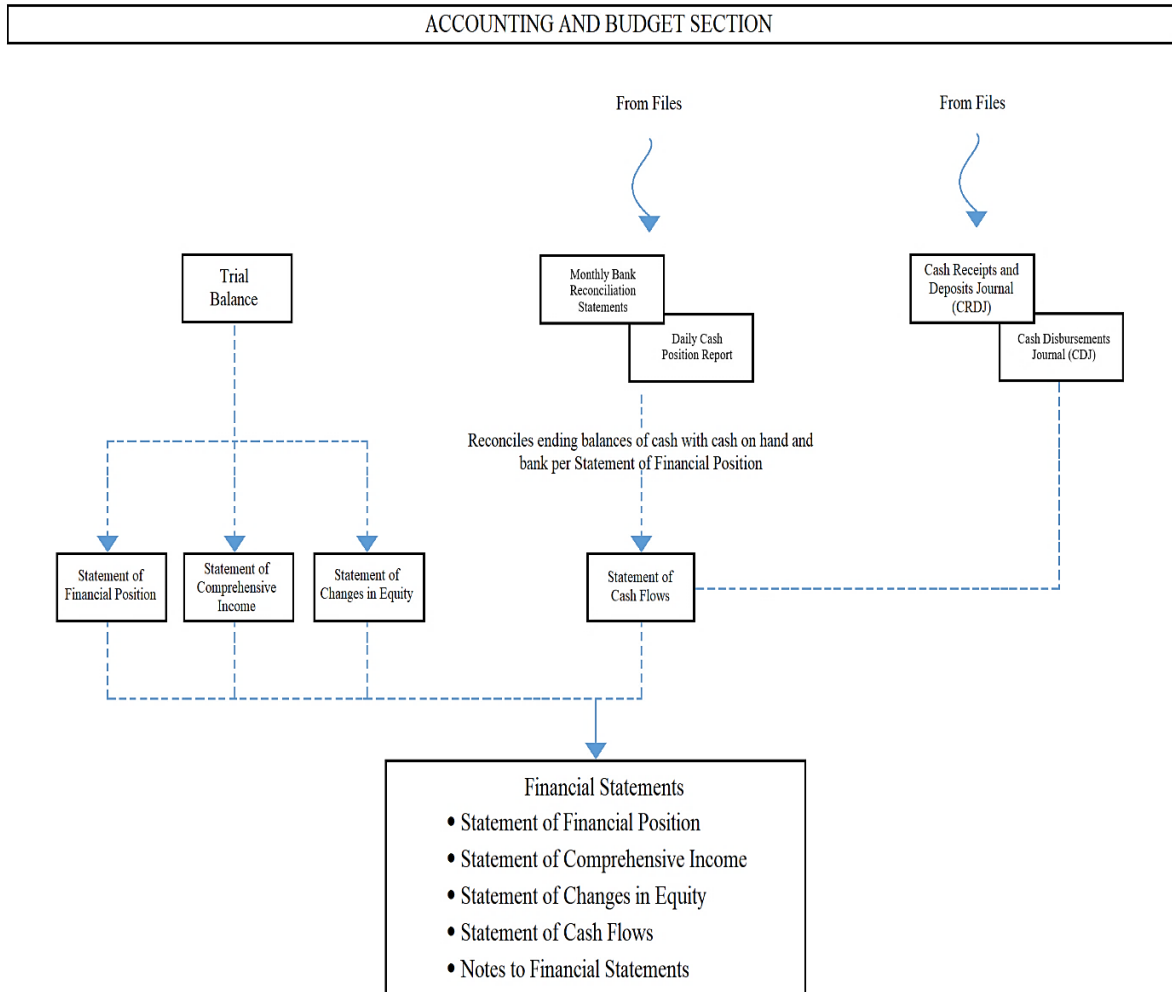 ACCOUNTING AND BUDGET SECTION
From Files
From Files
Trial
Balance
Monthly Bank
Reconciliation
Statements
Daily Cash
Position Report
Cash Receipts and
Deposits Journal
(CRDJ)
Cash Disbursements
Journal (CDJ)
Reconciles ending balances of cash with cash on hand and
bank per Statement of Financial Position
Statement of
Financial Position
Statement of
Comprehensive
Income
Statement of
Changes in Equity
Statement of
Cash Flows
Financial Statements
• Statement of Financial Position
• Statement of Comprehensive Income
• Statement of Changes in Equity
• Statement of Cash Flows
• Notes to Financial Statements